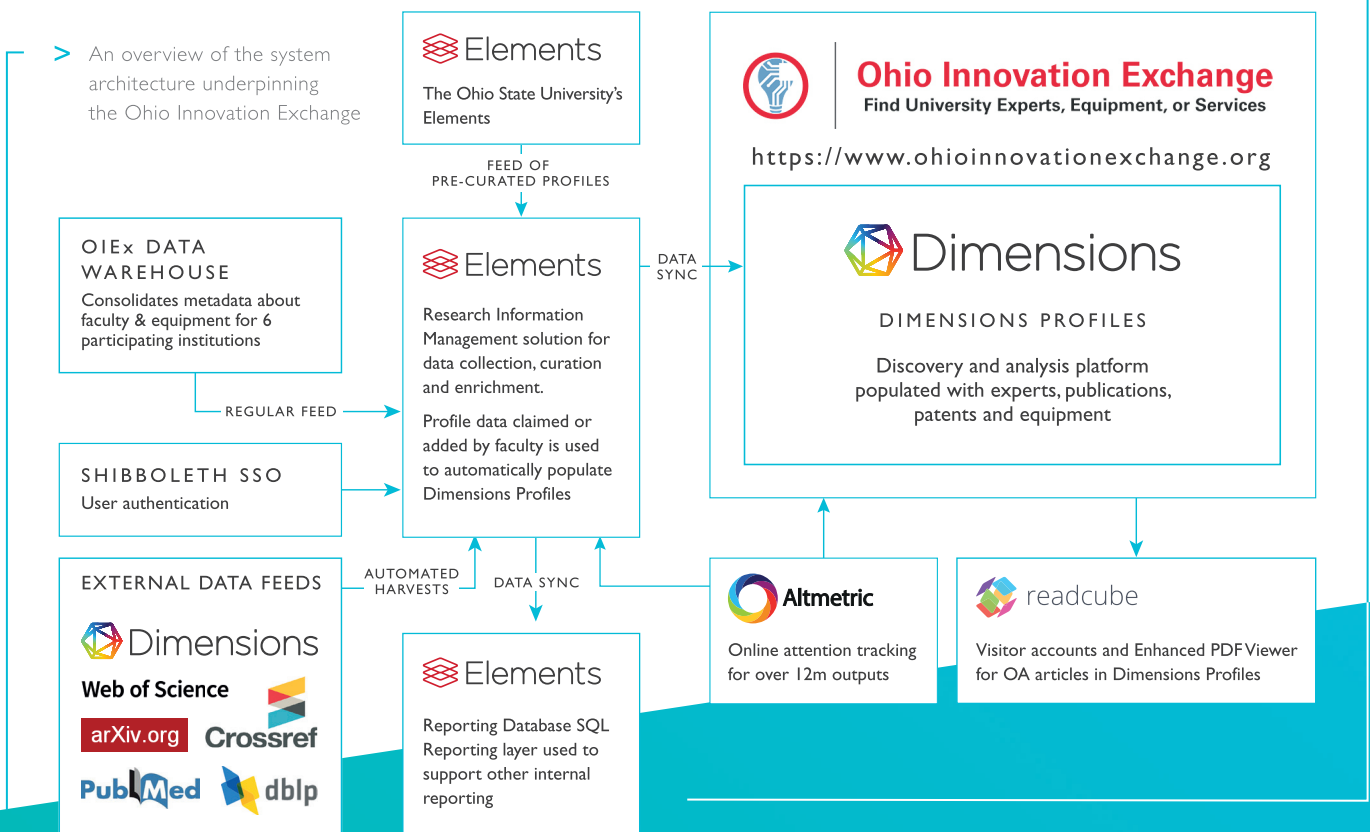 > An overview of the system
architecture underpinning
the Ohio Innovation Exchange
Elements
The Ohio State University's
Elements
FEED OF
PRE-CURATED PROFILES
Ohio Innovation Exchange
Find University Experts, Equipment, or Services
https://www.ohioinnovationexchange.org
OIEx DATA
WAREHOUSE
Consolidates metadata about
faculty & equipment for 6
participating institutions
REGULAR FEED
SHIBBOLETH SSO
User authentication
Elements
Research Information
Management solution for
data collection, curation
and enrichment.
Profile data claimed or
added by faculty is used
to automatically populate
Dimensions Profiles
DATA
SYNC
Dimensions
DIMENSIONS PROFILES
Discovery and analysis platform
populated with experts, publications,
patents and equipment
EXTERNAL DATA FEEDS
Dimensions
Web of Science
arXiv.org
Crossref
PubMed
dblp
AUTOMATED
HARVESTS
DATA SYNC
Elements
Reporting Database SQL
Reporting layer used to
support other internal
reporting
Altmetric
Online attention tracking
for over 12m outputs
readcube
Visitor accounts and Enhanced PDF Viewer
for OA articles in Dimensions Profiles